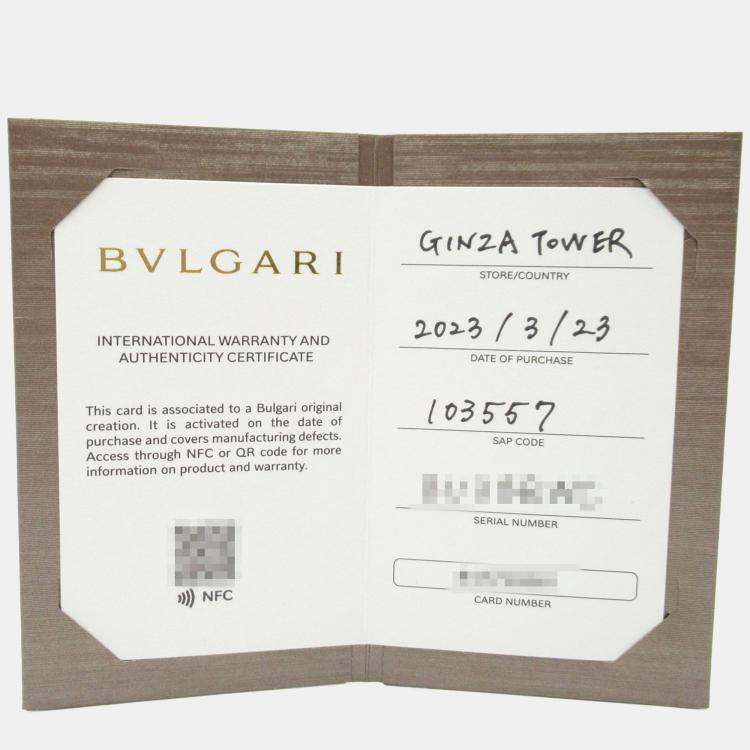 BVLGARI
INTERNATIONAL WARRANTY AND
AUTHENTICITY CERTIFICATE
This card is associated to a Bulgari original
creation. It is activated on the date of
purchase and covers manufacturing defects.
Access through NFC or QR code for more
information on product and warranty.
NFC
GINZA TOWER
STORE/COUNTRY
2023/3/23
DATE OF PURCHASE
103557
SAP CODE
SERIAL NUMBER
CARD NUMBER